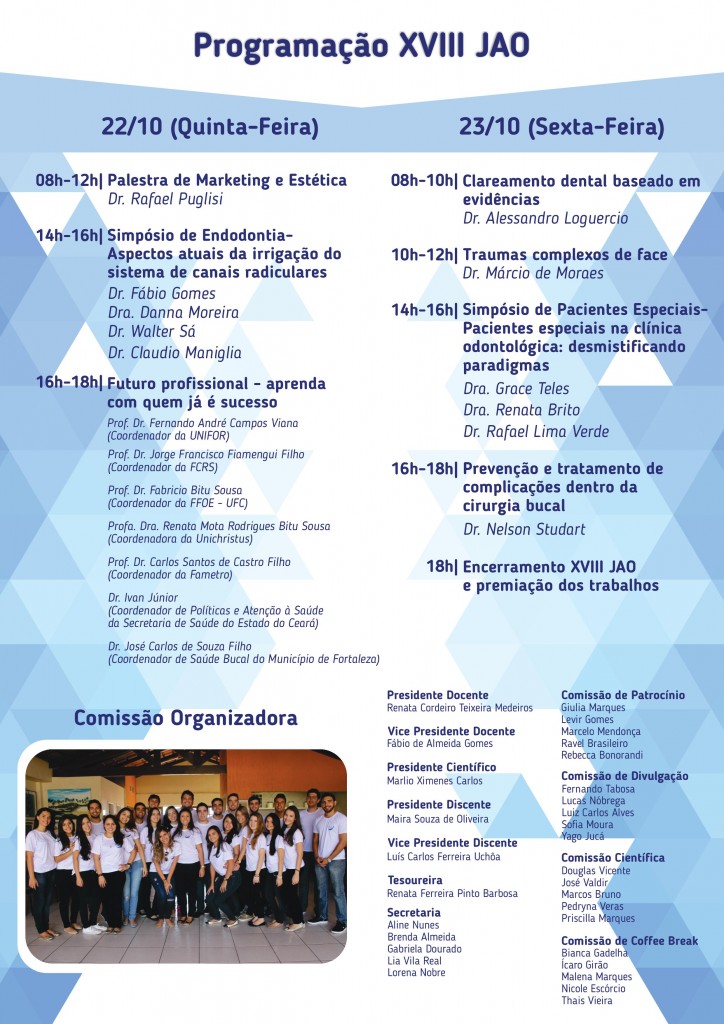 Programação XVIII JAO
22/10 (Quinta-Feira)
08h-12h| Palestra de Marketing e Estética
Dr. Rafael Puglisi
14h-16h| Simpósio de Endodontia-
Aspectos atuais da irrigação do
sistema de canais radiculares
Dr. Fábio Gomes
Dra. Danna Moreira
Dr. Walter Sá
Dr. Claudio Maniglia
16h-18h| Futuro profissional - aprenda
com quem já é sucesso
Prof. Dr. Fernando André Campos Viana
(Coordenador da UNIFOR)
Prof. Dr. Jorge Francisco Fiamengui Filho
(Coordenador da FCRS)
Prof. Dr. Fabricio Bitu Sousa
(Coordenador da FFOE - UFC)
Profa. Dra. Renata Mota Rodrigues Bitu Sousa
(Coordenadora da Unichristus)
Prof. Dr. Carlos Santos de Castro Filho
(Coordenador da Fametro)
Dr. Ivan Júnior
(Coordenador de Políticas e Atenção à Saúde
da Secretaria de Saúde do Estado do Ceará)
Dr. José Carlos de Souza Filho
(Coordenador de Saúde Bucal do Município de Fortaleza)
23/10 (Sexta-Feira)
08h-10h| Clareamento dental baseado em
evidências
Dr. Alessandro Loguercio
10h-12h| Traumas complexos de face
Dr. Márcio de Moraes
14h-16h| Simpósio de Pacientes Especiais-
Pacientes especiais na clínica
odontológica: desmistificando
paradigmas
Dra. Grace Teles
Dra. Renata Brito
Dr. Rafael Lima Verde
16h-18h| Prevenção e tratamento de
complicações dentro da
cirurgia bucal
Dr. Nelson Studart
18h| Encerramento XVIII JAO
e premiação dos trabalhos
Comissão Organizadora
Presidente Docente
Renata Cordeiro Teixeira Medeiros
Vice Presidente Docente
Fábio de Almeida Gomes
Presidente Científico
Marlio Ximenes Carlos
Presidente Discente
Maira Souza de Oliveira
Vice Presidente Discente
Luís Carlos Ferreira Uchôa
Tesoureira
Renata Ferreira Pinto Barbosa
Secretaria
Aline Nunes
Brenda Almeida
Gabriela Dourado
Lia Vila Real
Lorena Nobre
Comissão de Patrocínio
Giulia Marques
Levir Gomes
Marcelo Mendonça
Ravel Brasileiro
Rebecca Bonorandi
Comissão de Divulgação
Fernando Tabosa
Lucas Nóbrega
Luiz Carlos Alves
Sofia Moura
Yago Jucá
Comissão Científica
Douglas Vicente
José Valdir
Marcos Bruno
Pedryna Veras
Priscilla Marques
Comissão de Coffee Break
Bianca Gadelha
Ícaro Girão
Malena Marques
Nicole Escórcio
Thais Vieira